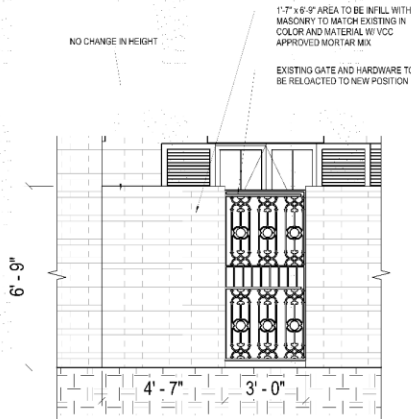 1'-7" x 6'-9" AREA TO BE INFILL WITH
MASONRY TO MATCH EXISTING IN
COLOR AND MATERIAL W/ VCC
APPROVED MORTAR MIX
NO CHANGE IN HEIGHT
EXISTING GATE AND HARDWARE TO
BE RELOACTED TO NEW POSITION
6' - 9"
4' - 7"
3' - 0"